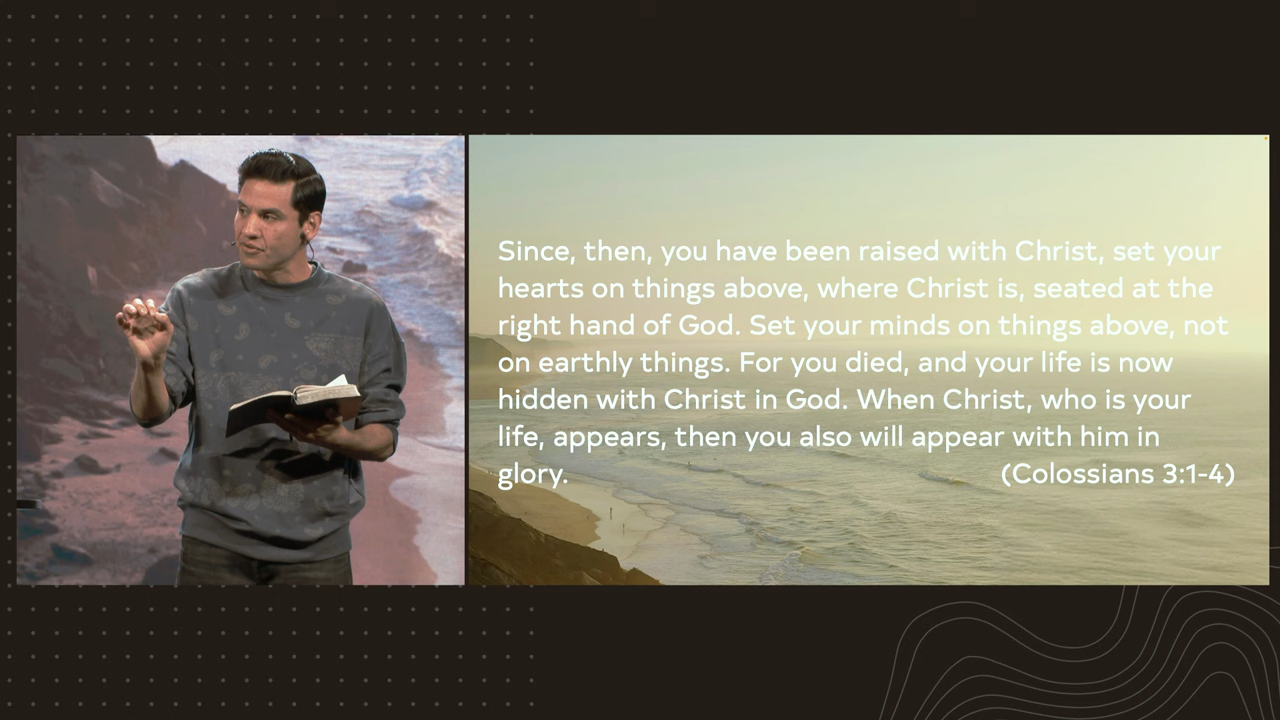 Since, then, you have been raised with Christ, set your
hearts on things above, where Christ is, seated at the
right hand of God. Set your minds on things above, not
on earthly things. For you died, and your life is now
hidden with Christ in God. When Christ, who is your
life, appears, then you also will appear with him in
glory. (Colossians 3:1-4)